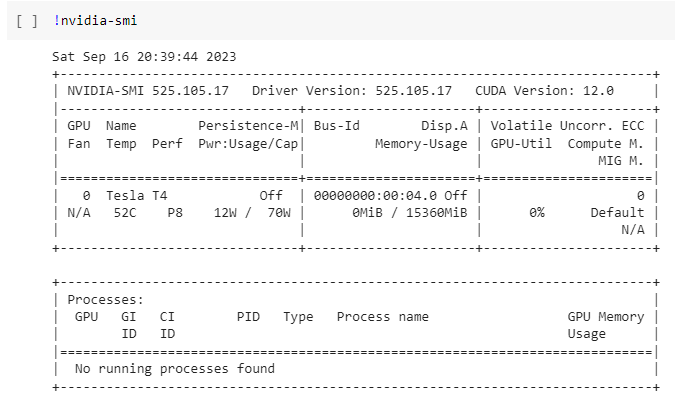 [ ] !nvidia-smi
Sat Sep 16 20:39:44 2023
+-----------------------------------------------------------------------------+
| NVIDIA-SMI 525.105.17   Driver Version: 525.105.17   CUDA Version: 12.0     |
|-------------------------------+----------------------+----------------------+
| GPU  Name        Persistence-M| Bus-Id        Disp.A | Volatile Uncorr. ECC |
| Fan  Temp  Perf  Pwr:Usage/Cap|         Memory-Usage | GPU-Util  Compute M. |
|                               |                      |               MIG M. |
|===============================+======================+======================|
|   0  Tesla T4            Off  | 00000000:00:04.0 Off |                    0 |
| N/A   52C    P8    12W /  70W |      0MiB / 15360MiB |      0%      Default |
|                               |                      |                  N/A |
+-------------------------------+----------------------+----------------------+
+-----------------------------------------------------------------------------+
| Processes:                                                                  |
|  GPU   GI   CI        PID   Type   Process name                  GPU Memory |
|        ID   ID                                                   Usage      |
|=============================================================================|
|  No running processes found                                                 |
+-----------------------------------------------------------------------------+